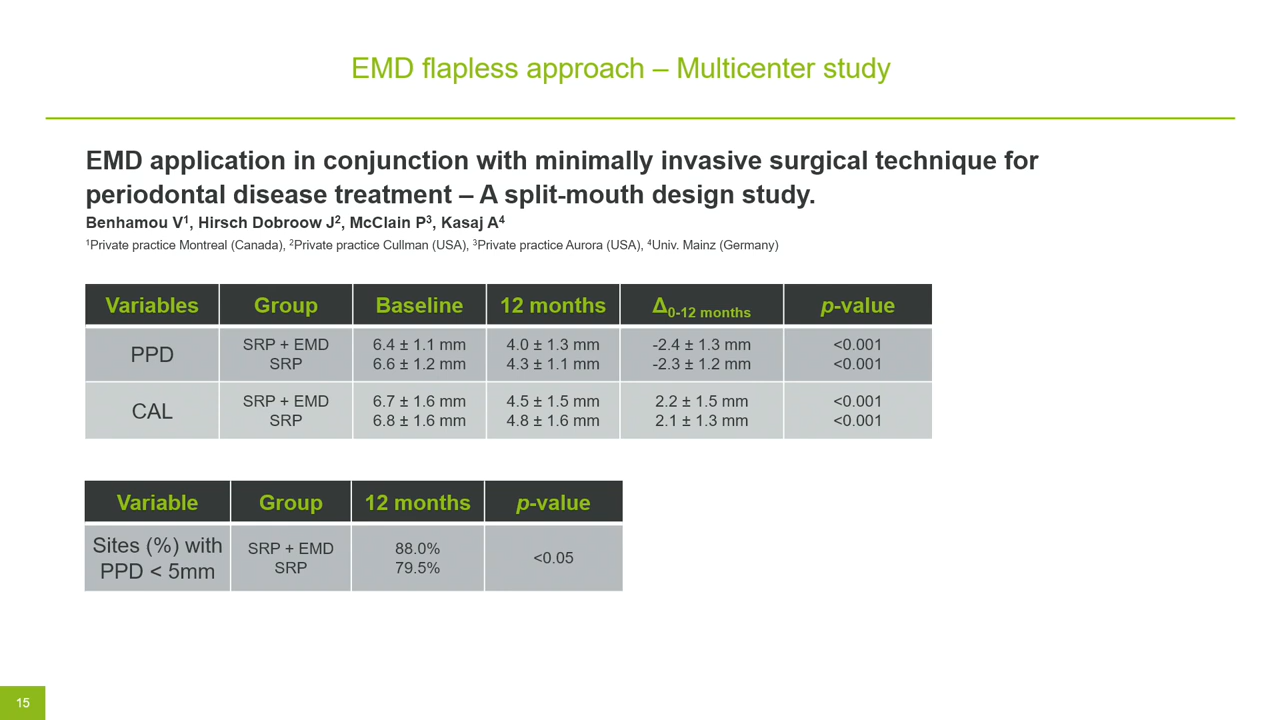 EMD flapless approach – Multicenter study
EMD application in conjunction with minimally invasive surgical technique for
periodontal disease treatment – A split-mouth design study.
Benhamou V¹, Hirsch Dobroow J², McClain P³, Kasaj A⁴
¹Private practice Montreal (Canada), ²Private practice Cullman (USA), ³Private practice Aurora (USA), ⁴Univ. Mainz (Germany)
Variables Group Baseline 12 months Δ0-12 months p-value
PPD
SRP + EMD 6.4 ± 1.1 mm 4.0 ± 1.3 mm -2.4 ± 1.3 mm <0.001
SRP 6.6 ± 1.2 mm 4.3 ± 1.1 mm -2.3 ± 1.2 mm <0.001
CAL
SRP + EMD 6.7 ± 1.6 mm 4.5 ± 1.5 mm 2.2 ± 1.5 mm <0.001
SRP 6.8 ± 1.6 mm 4.8 ± 1.6 mm 2.1 ± 1.3 mm <0.001
Variable Group 12 months p-value
Sites (%) with
PPD < 5mm
SRP + EMD 88.0%
SRP 79.5%
<0.05
15